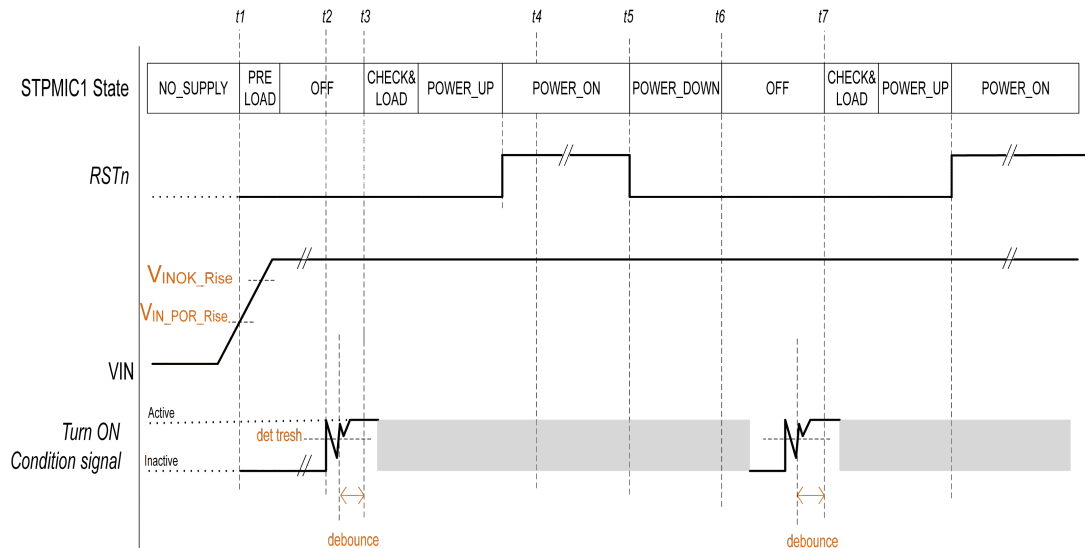 t1 t2 t3 t4 t5 t6 t7
STPMIC1 State NO_SUPPLY PRE LOAD OFF CHECK& LOAD POWER_UP POWER_ON POWER_DOWN OFF CHECK& LOAD POWER_UP POWER_ON
RSTn
VINOK_Rise
VIN_POR_Rise
VIN
Active
Turn ON
det tresh
Condition signal
Inactive
debounce debounce